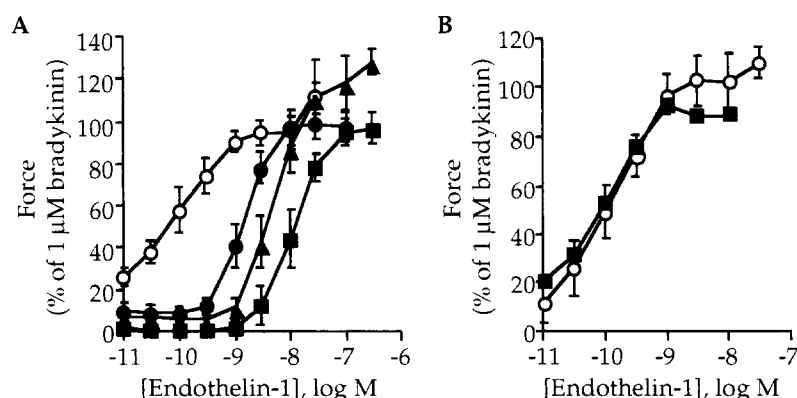 A
Force
(% of 1 μM bradykinin)
140
120
100
80
60
40
20
0
-11 -10 -9 -8 -7 -6
[Endothelin-1], log M
B
Force
(% of 1 μM bradykinin)
120
100
80
60
40
20
0
-11 -10 -9 -8 -7
[Endothelin-1], log M